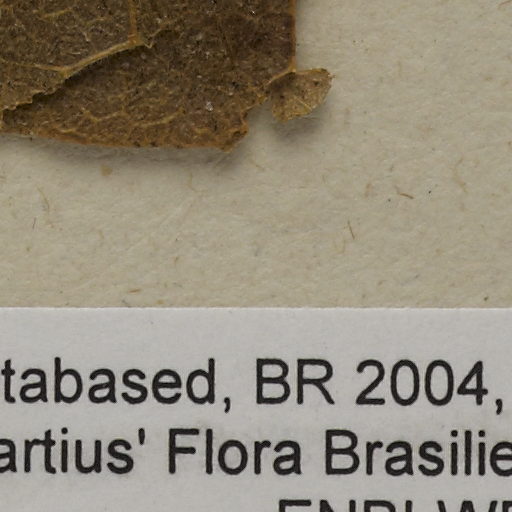 tabased, BR 2004,
artius' Flora Brasilie